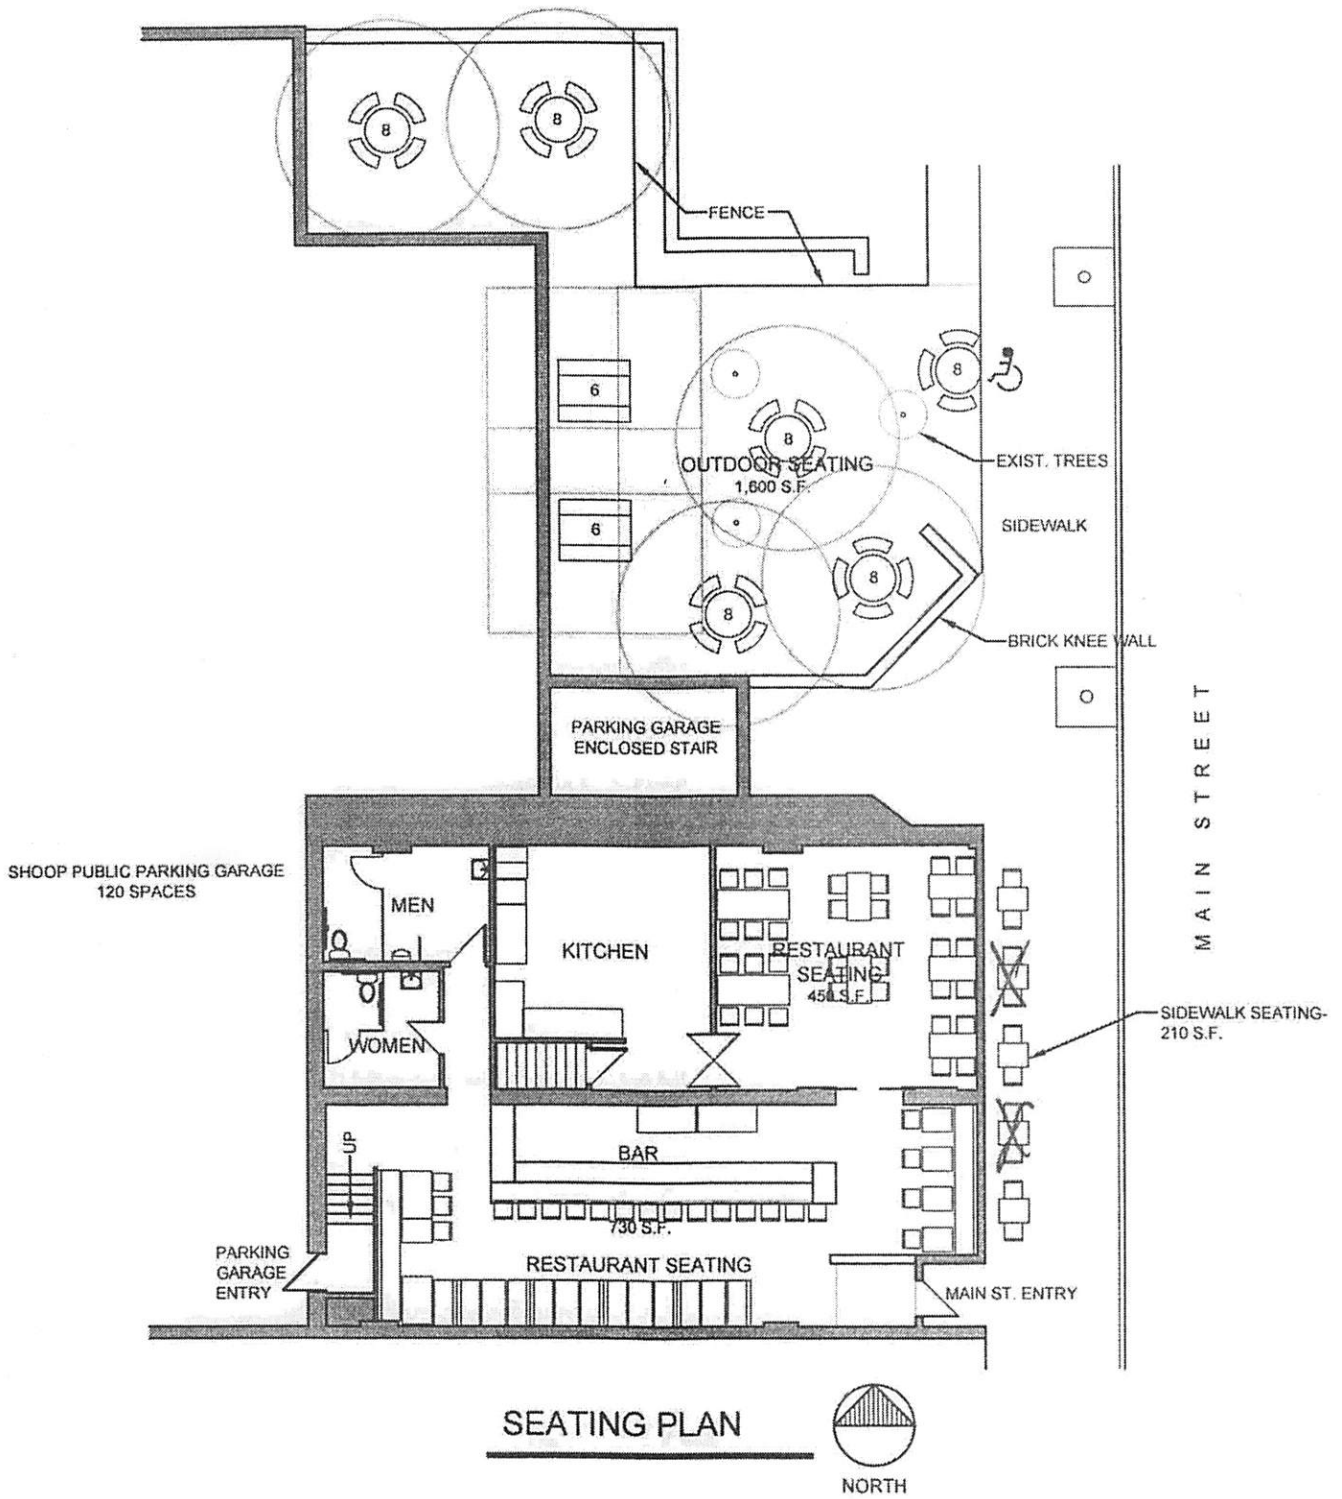 8
8
FENCE
8
6
8
OUTDOOR SEATING
1,600 S.F.
EXIST. TREES
6
SIDEWALK
8
8
BRICK KNEE WALL
PARKING GARAGE
ENCLOSED STAIR
MAIN STREET
SHOOP PUBLIC PARKING GARAGE
120 SPACES
MEN
KITCHEN
RESTAURANT
SEATING
450 S.F.
SIDEWALK SEATING-
210 S.F.
WOMEN
UP
BAR
730 S.F.
RESTAURANT SEATING
PARKING
GARAGE
ENTRY
MAIN ST. ENTRY
SEATING PLAN
NORTH